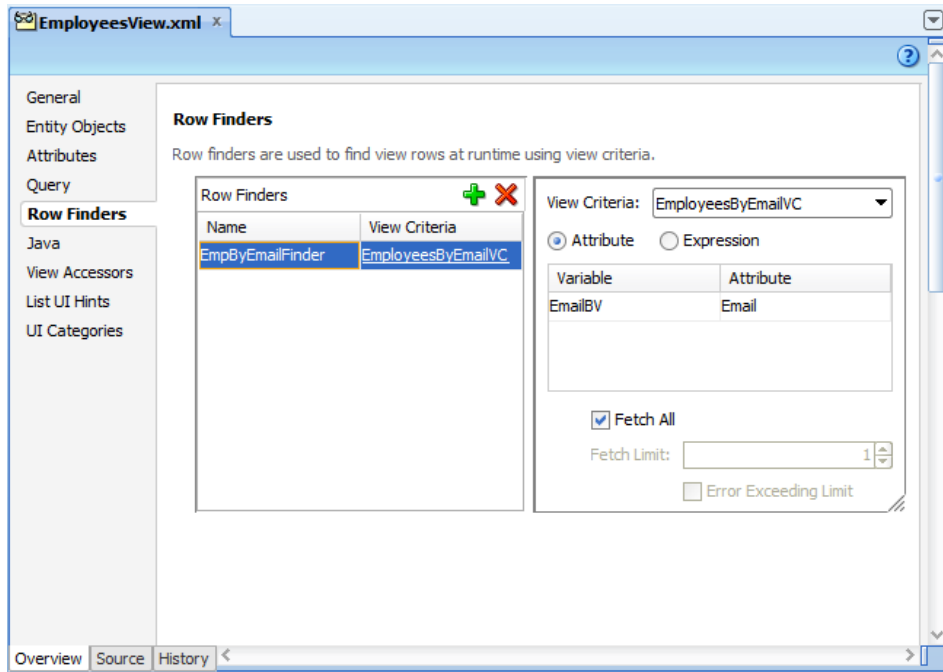 EmployeesView.xml x
General
Entity Objects
Attributes
Query
Row Finders
Java
View Accessors
List UI Hints
UI Categories
Row Finders
Row finders are used to find view rows at runtime using view criteria.
Row Finders
Name View Criteria
EmpByEmailFinder EmployeesByEmailVC
View Criteria: EmployeesByEmailVC
Attribute Expression
Variable Attribute
EmailBV Email
Fetch All
Fetch Limit: 1
Error Exceeding Limit
Overview Source History